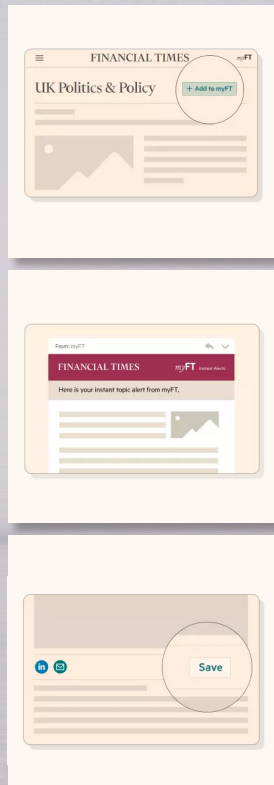 FINANCIAL TIMES
myFT
UK Politics & Policy
+ Add to myFT
From: myFT
FINANCIAL TIMES
myFT Instant Alerts
Here is your instant topic alert from myFT.
in
Save